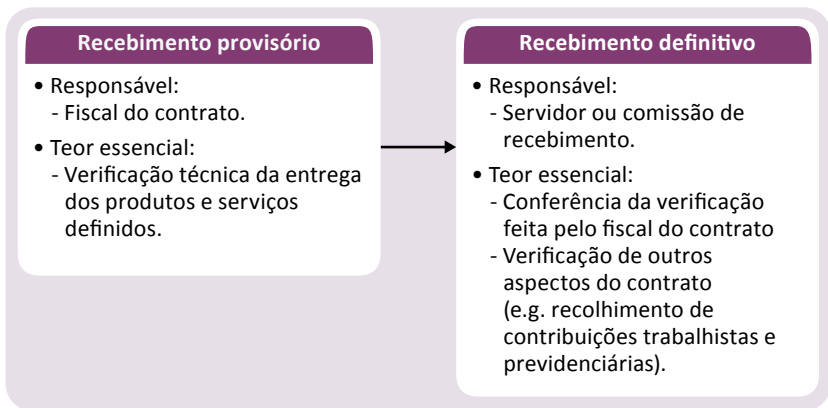 Recebimento provisório
• Responsável:
- Fiscal do contrato.
• Teor essencial:
- Verificação técnica da entrega
dos produtos e serviços
definidos.
Recebimento definitivo
• Responsável:
- Servidor ou comissão de
recebimento.
• Teor essencial:
- Conferência da verificação
feita pelo fiscal do contrato
- Verificação de outros
aspectos do contrato
(e.g. recolhimento de
contribuições trabalhistas e
previdenciárias).